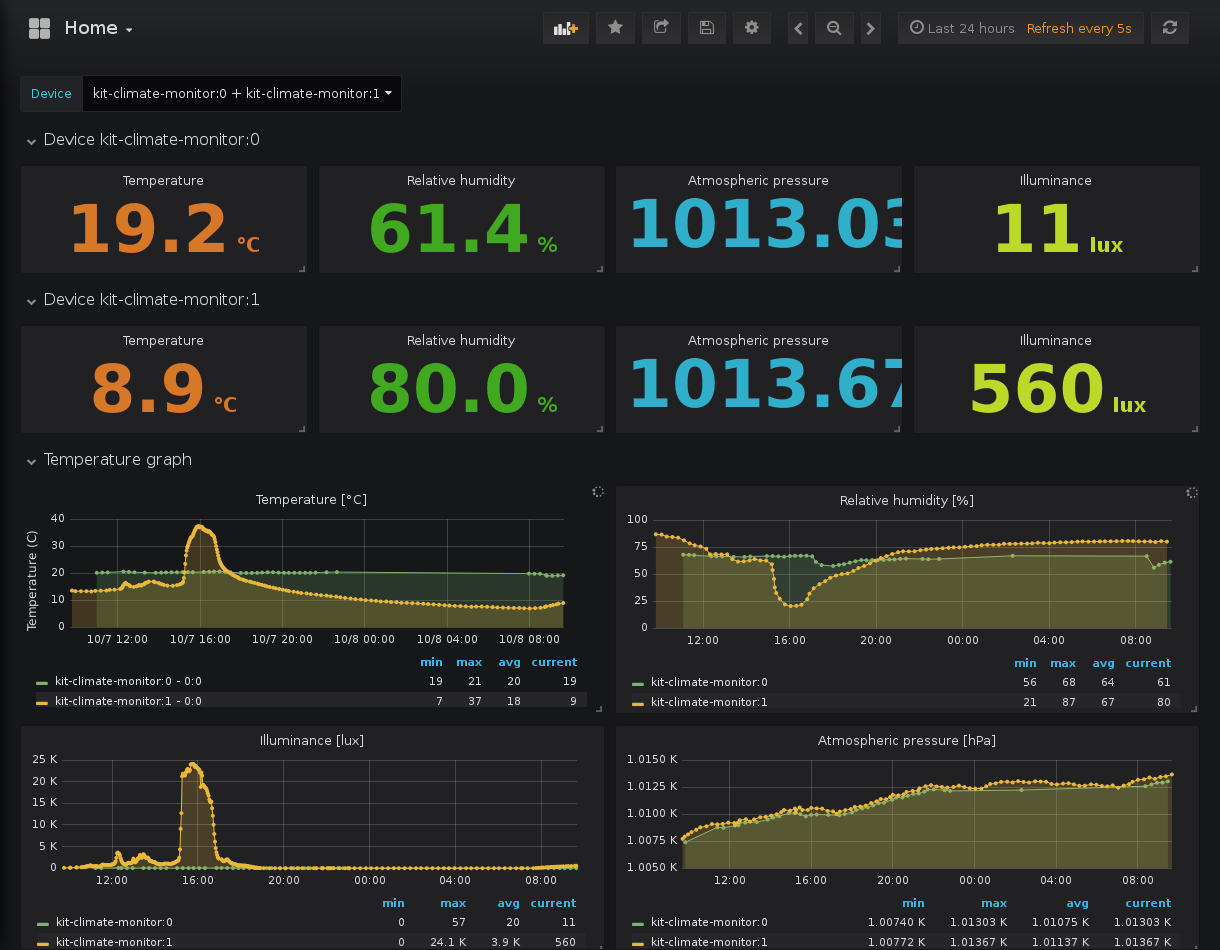 Home
Last 24 hours Refresh every 5s
Device kit-climate-monitor:0 + kit-climate-monitor:1
Device kit-climate-monitor:0
Temperature Relative humidity Atmospheric pressure Illuminance
19.2 °C 61.4 % 1013.03 11 lux
Device kit-climate-monitor:1
Temperature Relative humidity Atmospheric pressure Illuminance
8.9 °C 80.0 % 1013.67 560 lux
Temperature graph
Temperature [°C]
Temperature (C)
40
30
20
10
0
10/7 12:00 10/7 16:00 10/7 20:00 10/8 00:00 10/8 04:00 10/8 08:00
min max avg current
kit-climate-monitor:0 - 0:0 19 21 20 19
kit-climate-monitor:1 - 0:0 7 37 18 9
Relative humidity [%]
100
75
50
25
0
12:00 16:00 20:00 00:00 04:00 08:00
min max avg current
kit-climate-monitor:0 56 68 64 61
kit-climate-monitor:1 21 87 67 80
Illuminance [lux]
25 K
20 K
15 K
10 K
5 K
0
12:00 16:00 20:00 00:00 04:00 08:00
min max avg current
kit-climate-monitor:0 0 57 20 11
kit-climate-monitor:1 0 24.1 K 3.9 K 560
Atmospheric pressure [hPa]
1.0150 K
1.0125 K
1.0100 K
1.0075 K
1.0050 K
12:00 16:00 20:00 00:00 04:00 08:00
min max avg current
kit-climate-monitor:0 1.00740 K 1.01303 K 1.01075 K 1.01303 K
kit-climate-monitor:1 1.00772 K 1.01367 K 1.01137 K 1.01367 K